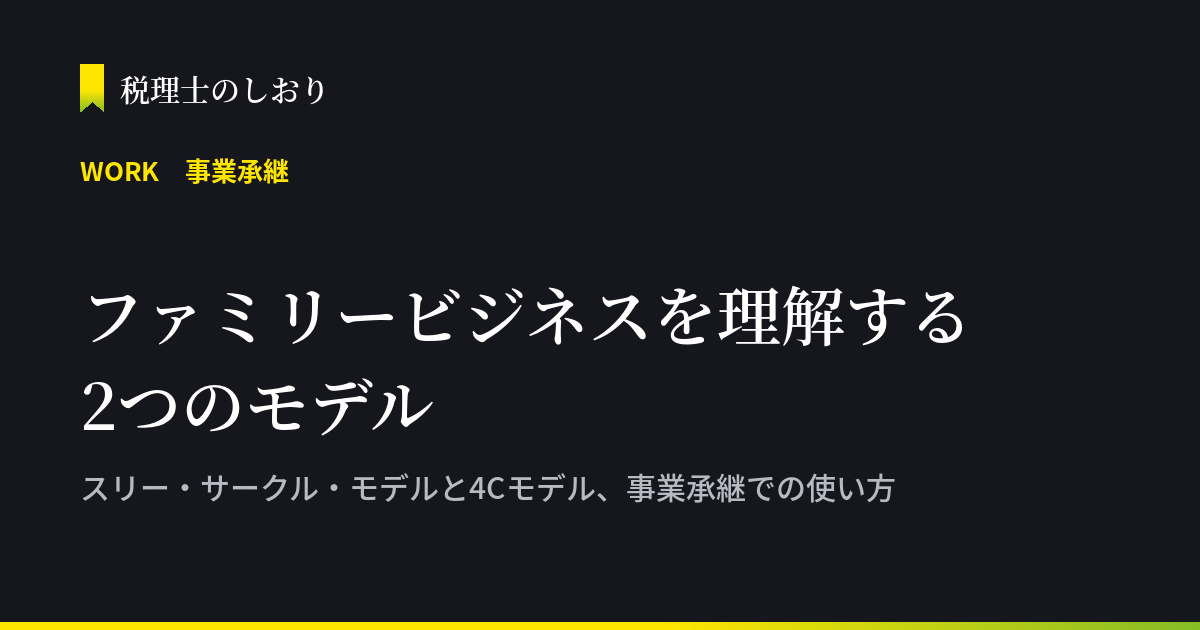 税理士のしおり
WORK　事業承継
ファミリービジネスを理解する
2つのモデル
スリー・サークル・モデルと4Cモデル、事業承継での使い方